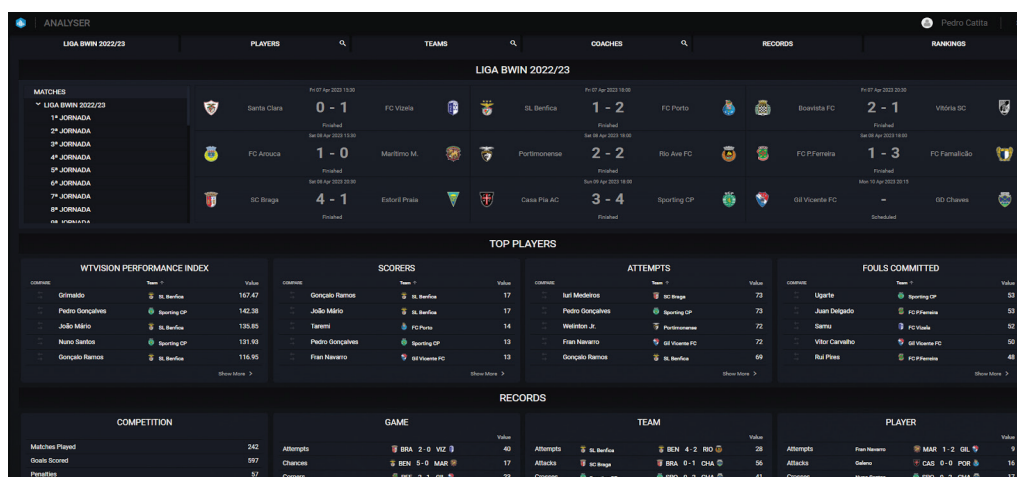 ANALYSER Pedro Catita
LIGA BWIN 2022/23 PLAYERS TEAMS COACHES RECORDS RANKINGS
LIGA BWIN 2022/23
MATCHES
LIGA BWIN 2022/23
1ª JORNADA
2ª JORNADA
3ª JORNADA
4ª JORNADA
5ª JORNADA
6ª JORNADA
7ª JORNADA
8ª JORNADA
9ª JORNADA
Fri 07 Apr 2023 15:30 Fri 07 Apr 2023 18:00 Fri 07 Apr 2023 20:30
Santa Clara 0 - 1 FC Vizela SL Benfica 1 - 2 FC Porto Boavista FC 2 - 1 Vitória SC
Finished Finished Finished
Sat 08 Apr 2023 15:30 Sat 08 Apr 2023 18:00 Sat 08 Apr 2023 18:00
FC Arouca 1 - 0 Marítimo M. Portimonense 2 - 2 Rio Ave FC FC P.Ferreira 1 - 3 FC Famalicão
Finished Finished Finished
Sat 08 Apr 2023 20:30 Sun 09 Apr 2023 18:00 Mon 10 Apr 2023 20:15
SC Braga 4 - 1 Estoril Praia Casa Pia AC 3 - 4 Sporting CP Gil Vicente FC - GD Chaves
Finished Finished Scheduled
TOP PLAYERS
WTVISION PERFORMANCE INDEX
COMPARE Team Value
Grimaldo SL Benfica 167.47
Pedro Gonçalves Sporting CP 142.38
João Mário SL Benfica 135.85
Nuno Santos Sporting CP 131.93
Gonçalo Ramos SL Benfica 116.95
Show More >
SCORERS
COMPARE Team Value
Gonçalo Ramos SL Benfica 17
João Mário SL Benfica 17
Taremi FC Porto 14
Pedro Gonçalves Sporting CP 13
Fran Navarro Gil Vicente FC 13
Show More >
ATTEMPTS
COMPARE Team Value
Iuri Medeiros SC Braga 73
Pedro Gonçalves Sporting CP 73
Welinton Jr. Portimonense 72
Fran Navarro Gil Vicente FC 72
Gonçalo Ramos SL Benfica 69
Show More >
FOULS COMMITTED
COMPARE Team Value
Ugarte Sporting CP 53
Juan Delgado FC P.Ferreira 53
Samu FC Vizela 52
Vitor Carvalho Gil Vicente FC 50
Rui Pires FC P.Ferreira 48
Show More >
RECORDS
COMPETITION
Matches Played 242
Goals Scored 597
Penalties 57
GAME
Value
Attempts BRA 2-0 VIZ 40
Chances BEN 5-0 MAR 17
Corners 23
TEAM
Value
Attempts SL Benfica BEN 4-2 RIO 28
Attacks SC Braga BRA 0-1 CHA 56
Crosses 41
PLAYER
Value
Attempts Fran Navarro MAR 1-2 GIL 9
Attacks Galeno CAS 0-0 POR 16
Crosses Nuno Santos 17